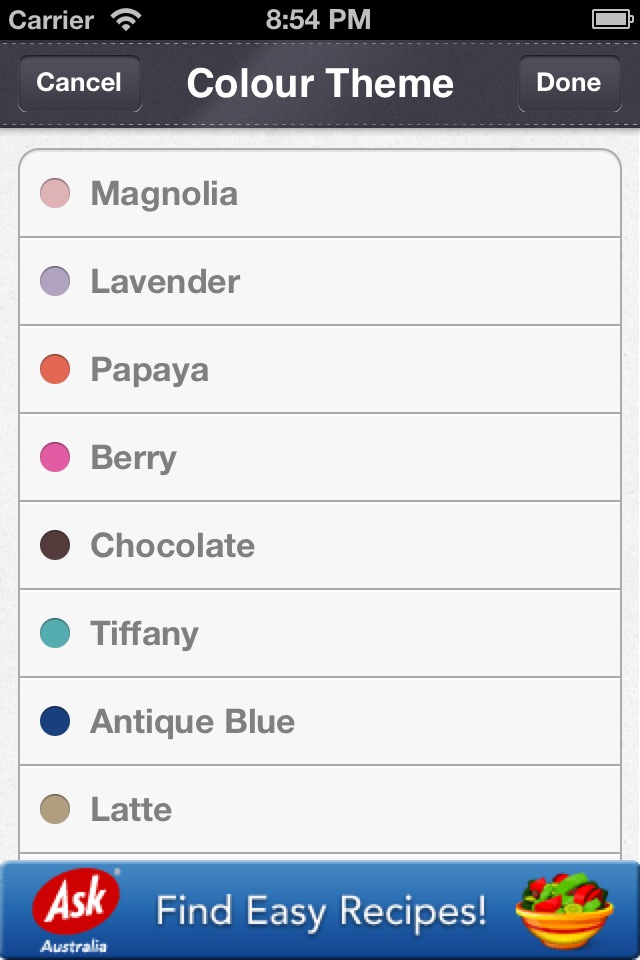 Carrier 8:54 PM
Cancel Colour Theme Done
Magnolia
Lavender
Papaya
Berry
Chocolate
Tiffany
Antique Blue
Latte
Ask Australia Find Easy Recipes!